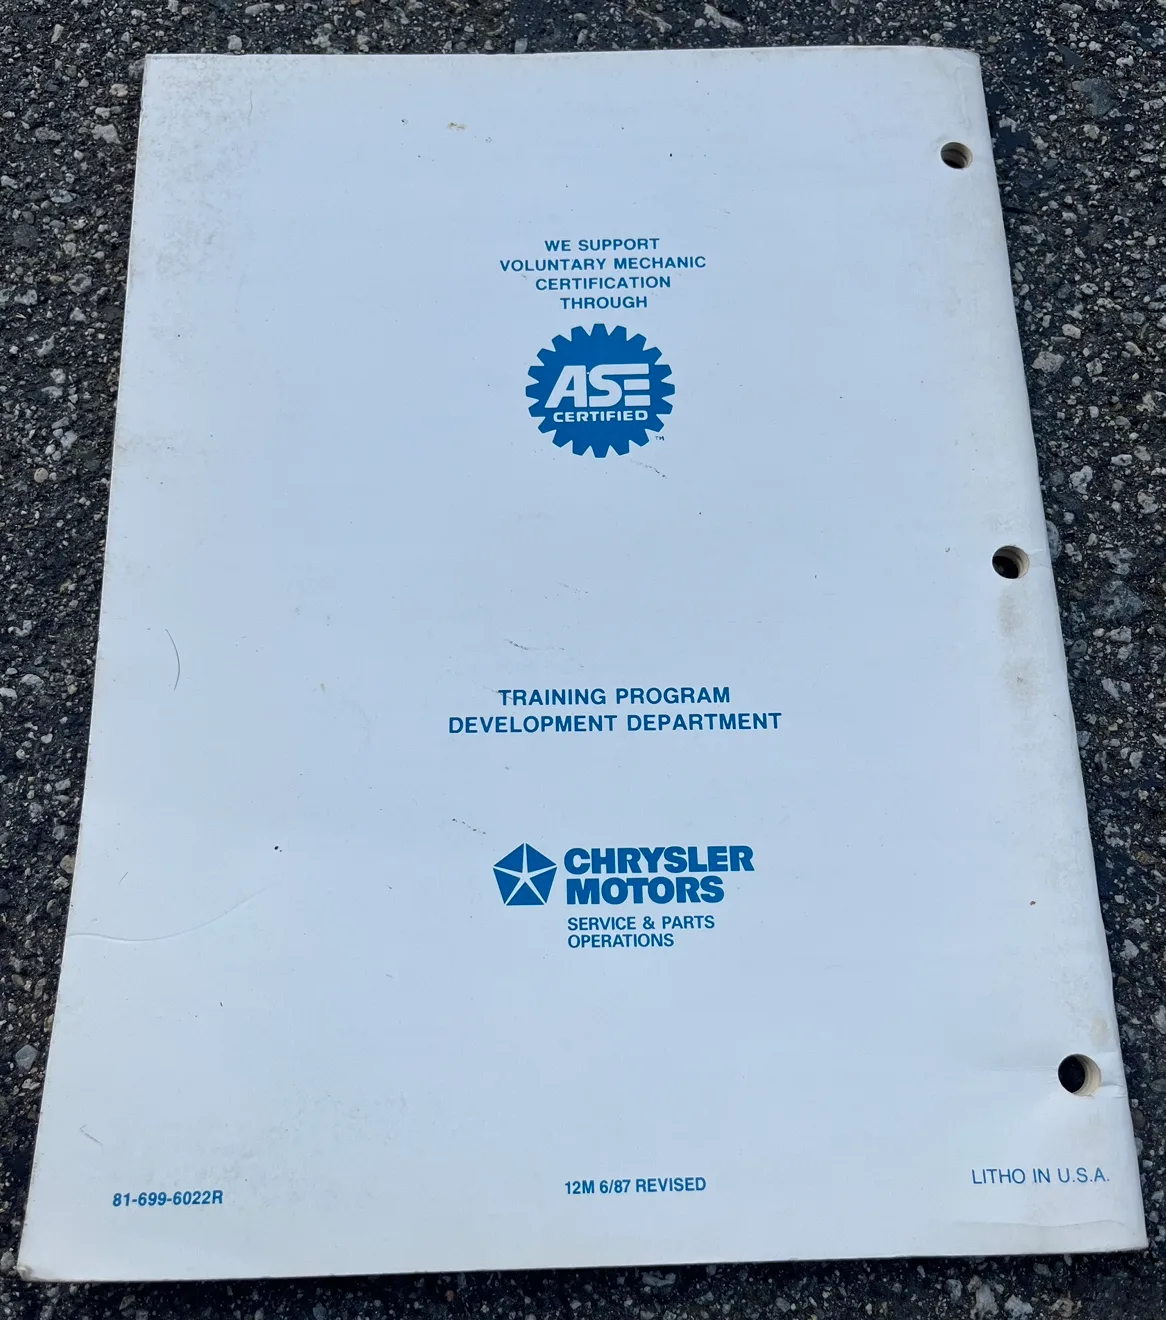 WE SUPPORT
VOLUNTARY MECHANIC
CERTIFICATION
THROUGH
ASE
CERTIFIED
TM
TRAINING PROGRAM
DEVELOPMENT DEPARTMENT
CHRYSLER
MOTORS
SERVICE & PARTS
OPERATIONS
81-699-6022R
12M 6/87 REVISED
LITHO IN U.S.A.